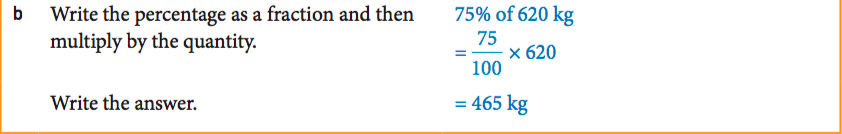 b Write the percentage as a fraction and then 75% of 620 kg
multiply by the quantity. = 75/100 × 620
Write the answer. = 465 kg